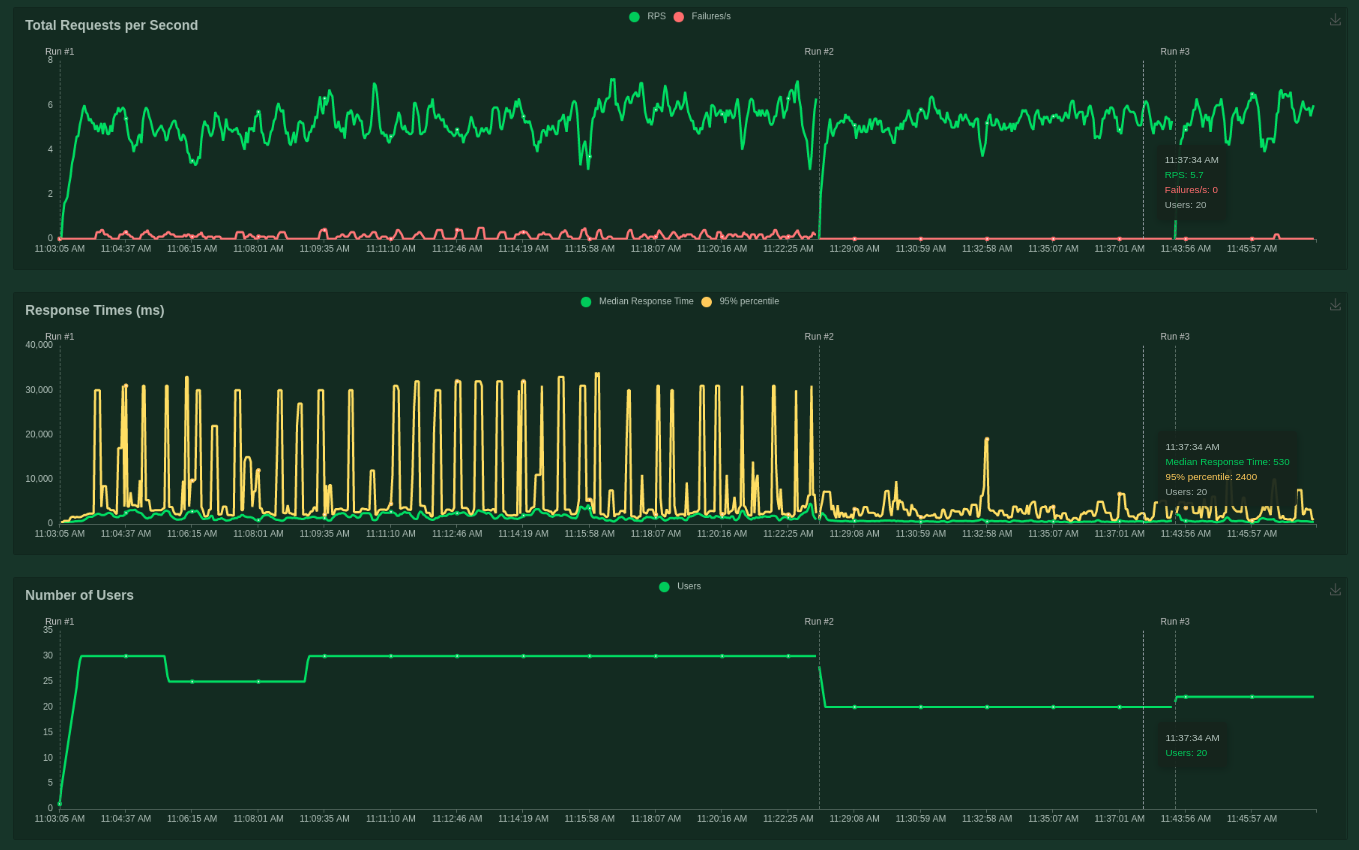 Total Requests per Second
RPS Failures/s
Run #1 Run #2 Run #3
8
6
4
2
0
11:37:34 AM
RPS: 5.7
Failures/s: 0
Users: 20
11:03:05 AM 11:04:37 AM 11:06:15 AM 11:08:01 AM 11:09:35 AM 11:11:10 AM 11:12:46 AM 11:14:19 AM 11:15:58 AM 11:18:07 AM 11:20:16 AM 11:22:25 AM 11:29:08 AM 11:30:59 AM 11:32:58 AM 11:35:07 AM 11:37:01 AM 11:43:56 AM 11:45:57 AM
Response Times (ms)
Median Response Time 95% percentile
Run #1 Run #2 Run #3
40,000
30,000
20,000
10,000
0
11:37:34 AM
Median Response Time: 530
95% percentile: 2400
Users: 20
11:03:05 AM 11:04:37 AM 11:06:15 AM 11:08:01 AM 11:09:35 AM 11:11:10 AM 11:12:46 AM 11:14:19 AM 11:15:58 AM 11:18:07 AM 11:20:16 AM 11:22:25 AM 11:29:08 AM 11:30:59 AM 11:32:58 AM 11:35:07 AM 11:37:01 AM 11:43:56 AM 11:45:57 AM
Number of Users
Users
Run #1 Run #2 Run #3
35
30
25
20
15
10
5
0
11:37:34 AM
Users: 20
11:03:05 AM 11:04:37 AM 11:06:15 AM 11:08:01 AM 11:09:35 AM 11:11:10 AM 11:12:46 AM 11:14:19 AM 11:15:58 AM 11:18:07 AM 11:20:16 AM 11:22:25 AM 11:29:08 AM 11:30:59 AM 11:32:58 AM 11:35:07 AM 11:37:01 AM 11:43:56 AM 11:45:57 AM